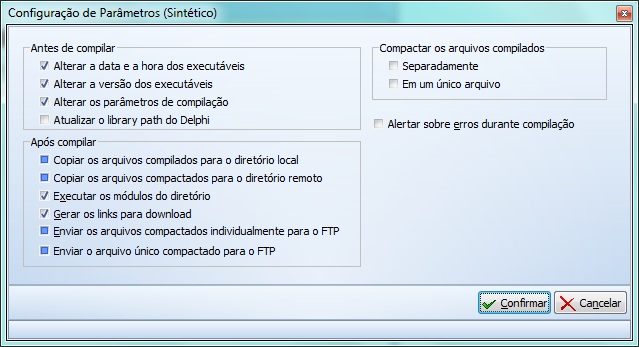 Configuração de Parâmetros (Sintético)
Antes de compilar
Alterar a data e a hora dos executáveis
Alterar a versão dos executáveis
Alterar os parâmetros de compilação
Atualizar o library path do Delphi
Após compilar
Copiar os arquivos compilados para o diretório local
Copiar os arquivos compactados para o diretório remoto
Executar os módulos do diretório
Gerar os links para download
Enviar os arquivos compactados individualmente para o FTP
Enviar o arquivo único compactado para o FTP
Compactar os arquivos compilados
Separadamente
Em um único arquivo
Alertar sobre erros durante compilação
Confirmar
Cancelar